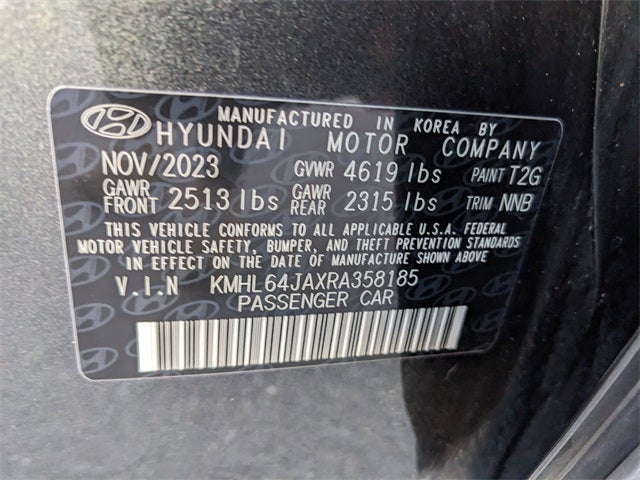 MANUFACTURED IN KOREA BY
HYUNDAI MOTOR COMPANY
NOV/2023 GVWR 4619 lbs PAINT T2G
GAWR FRONT 2513 lbs GAWR REAR 2315 lbs TRIM NNB
THIS VEHICLE CONFORMS TO ALL APPLICABLE U.S.A. FEDERAL
MOTOR VEHICLE SAFETY, BUMPER, AND THEFT PREVENTION STANDARDS
IN EFFECT ON THE DATE OF MANUFACTURE SHOWN ABOVE
V.I.N KMHL64JAXRA358185
PASSENGER CAR